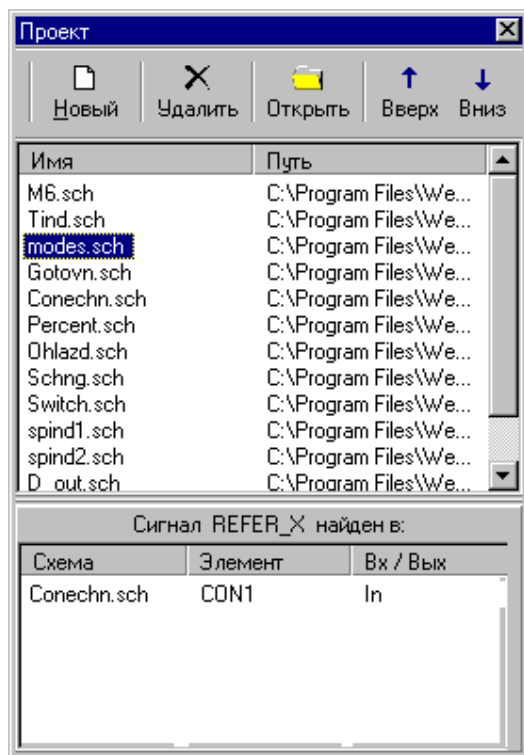 Проект
Новый Удалить Открыть Вверх Вниз
Имя Путь
M6.sch C:\Program Files\We...
Tind.sch C:\Program Files\We...
modes.sch C:\Program Files\We...
Gotovn.sch C:\Program Files\We...
Conechn.sch C:\Program Files\We...
Percent.sch C:\Program Files\We...
Ohlazd.sch C:\Program Files\We...
Schng.sch C:\Program Files\We...
Switch.sch C:\Program Files\We...
spind1.sch C:\Program Files\We...
spind2.sch C:\Program Files\We...
D_out.sch C:\Program Files\We...
Сигнал REFER_X найден в:
Схема Элемент Вх / Вых
Conechn.sch CON1 In